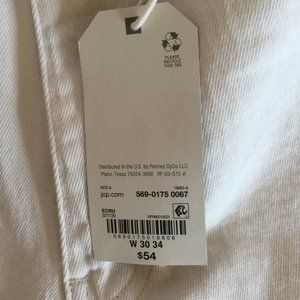 PLEASE
RECYCLE
THIS TAG
Distributed in the U.S. by Penney OpCo LLC
Plano, Texas 75024-3698 RF-03-572-A
jcp.com 569-0175 0067
ECRU
W 30 34
$54